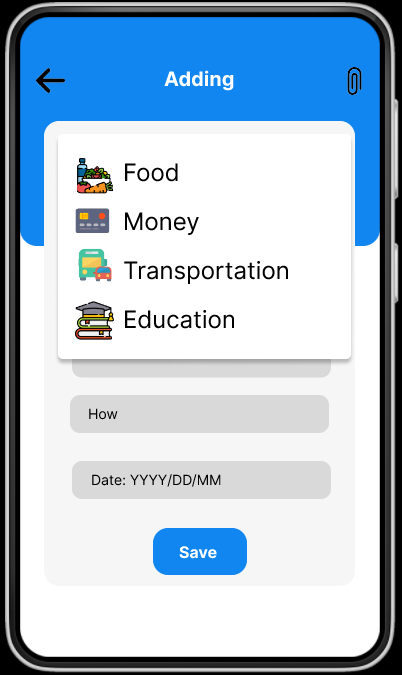 Adding
Food
Money
Transportation
Education
How
Date: YYYY/DD/MM
Save